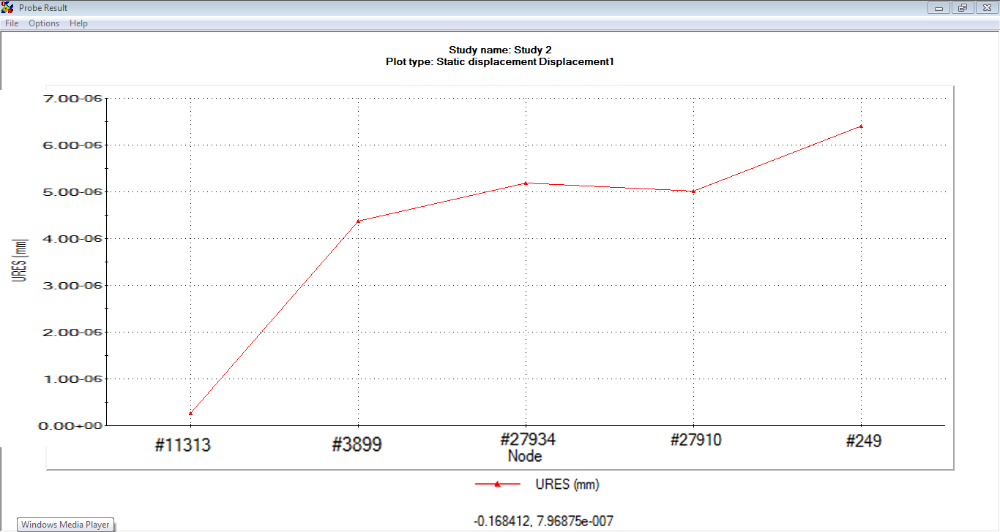 Probe Result
File Options Help
Study name: Study 2
Plot type: Static displacement Displacement1
7.00-06
6.00-06
5.00-06
4.00-06
3.00-06
2.00-06
1.00-06
0.00+00
URES (mm)
#11313 #3899 #27934 #27910 #249
Node
URES (mm)
-0.168412, 7.96875e-007
Windows Media Player